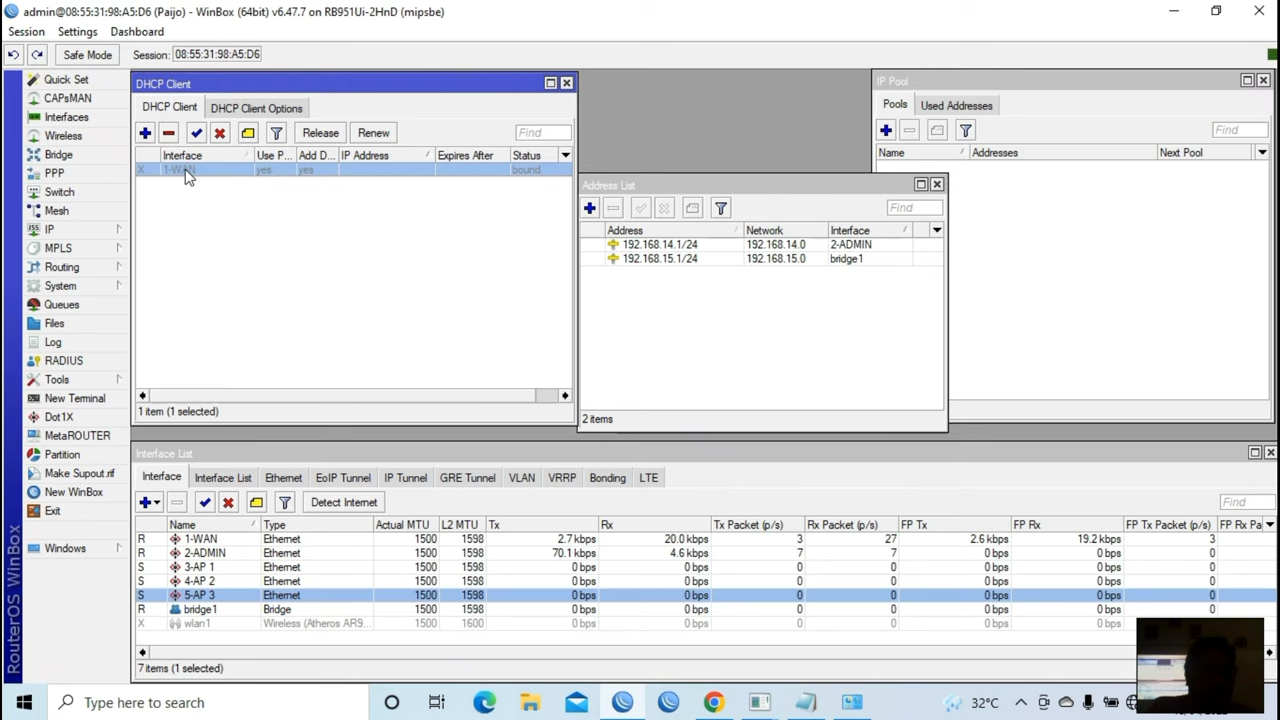 admin@08:55:31:98:A5:D6 (Paijo) - WinBox (64bit) v6.47.7 on RB951Ui-2HnD (mipsbe)
Session Settings Dashboard
Safe Mode Session: 08:55:31:98:A5:D6
Quick Set
CAPsMAN
Interfaces
Wireless
Bridge
PPP
Switch
Mesh
IP
MPLS
Routing
System
Queues
Files
Log
RADIUS
Tools
New Terminal
Dot1X
MetaROUTER
Partition
Make Supout.rif
New WinBox
Exit
Windows
RouterOS WinBox
DHCP Client
DHCP Client DHCP Client Options
Release Renew Find
Interface Use P... Add D... IP Address Expires After Status
X 1-WAN yes yes bound
1 item (1 selected)
Address List
Find
Address Network Interface
192.168.14.1/24 192.168.14.0 2-ADMIN
192.168.15.1/24 192.168.15.0 bridge1
2 items
IP Pool
Pools Used Addresses
Find
Name Addresses Next Pool
Interface List
Interface Interface List Ethernet EoIP Tunnel IP Tunnel GRE Tunnel VLAN VRRP Bonding LTE
Detect Internet Find
Name Type Actual MTU L2 MTU Tx Rx Tx Packet (p/s) Rx Packet (p/s) FP Tx FP Rx FP Tx Packet (p/s) FP Rx Pa
R 1-WAN Ethernet 1500 1598 2.7 kbps 20.0 kbps 3 27 2.6 kbps 19.2 kbps 3
R 2-ADMIN Ethernet 1500 1598 70.1 kbps 4.6 kbps 7 7 0 bps 0 bps 0
S 3-AP 1 Ethernet 1500 1598 0 bps 0 bps 0 0 0 bps 0 bps 0
S 4-AP 2 Ethernet 1500 1598 0 bps 0 bps 0 0 0 bps 0 bps 0
S 5-AP 3 Ethernet 1500 1598 0 bps 0 bps 0 0 0 bps 0 bps 0
R bridge1 Bridge 1500 1598 0 bps 0 bps 0 0 0 bps 0 bps 0
X wlan1 Wireless (Atheros AR9... 1500 1600 0 bps 0 bps 0 0 0 bps 0 bps
7 items (1 selected)
Type here to search
32°C